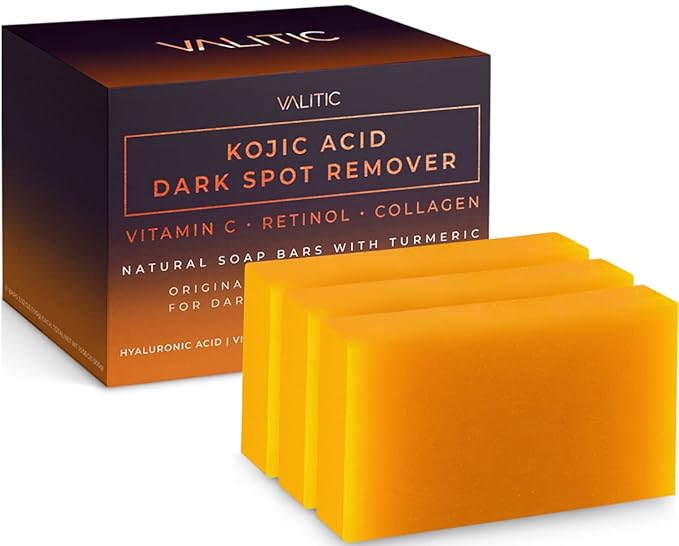 VALITIC
VALITIC
KOJIC ACID
DARK SPOT REMOVER
VITAMIN C · RETINOL · COLLAGEN
NATURAL SOAP BARS WITH TURMERIC
ORIGINA
FOR DAR
HYALURONIC ACID | VI